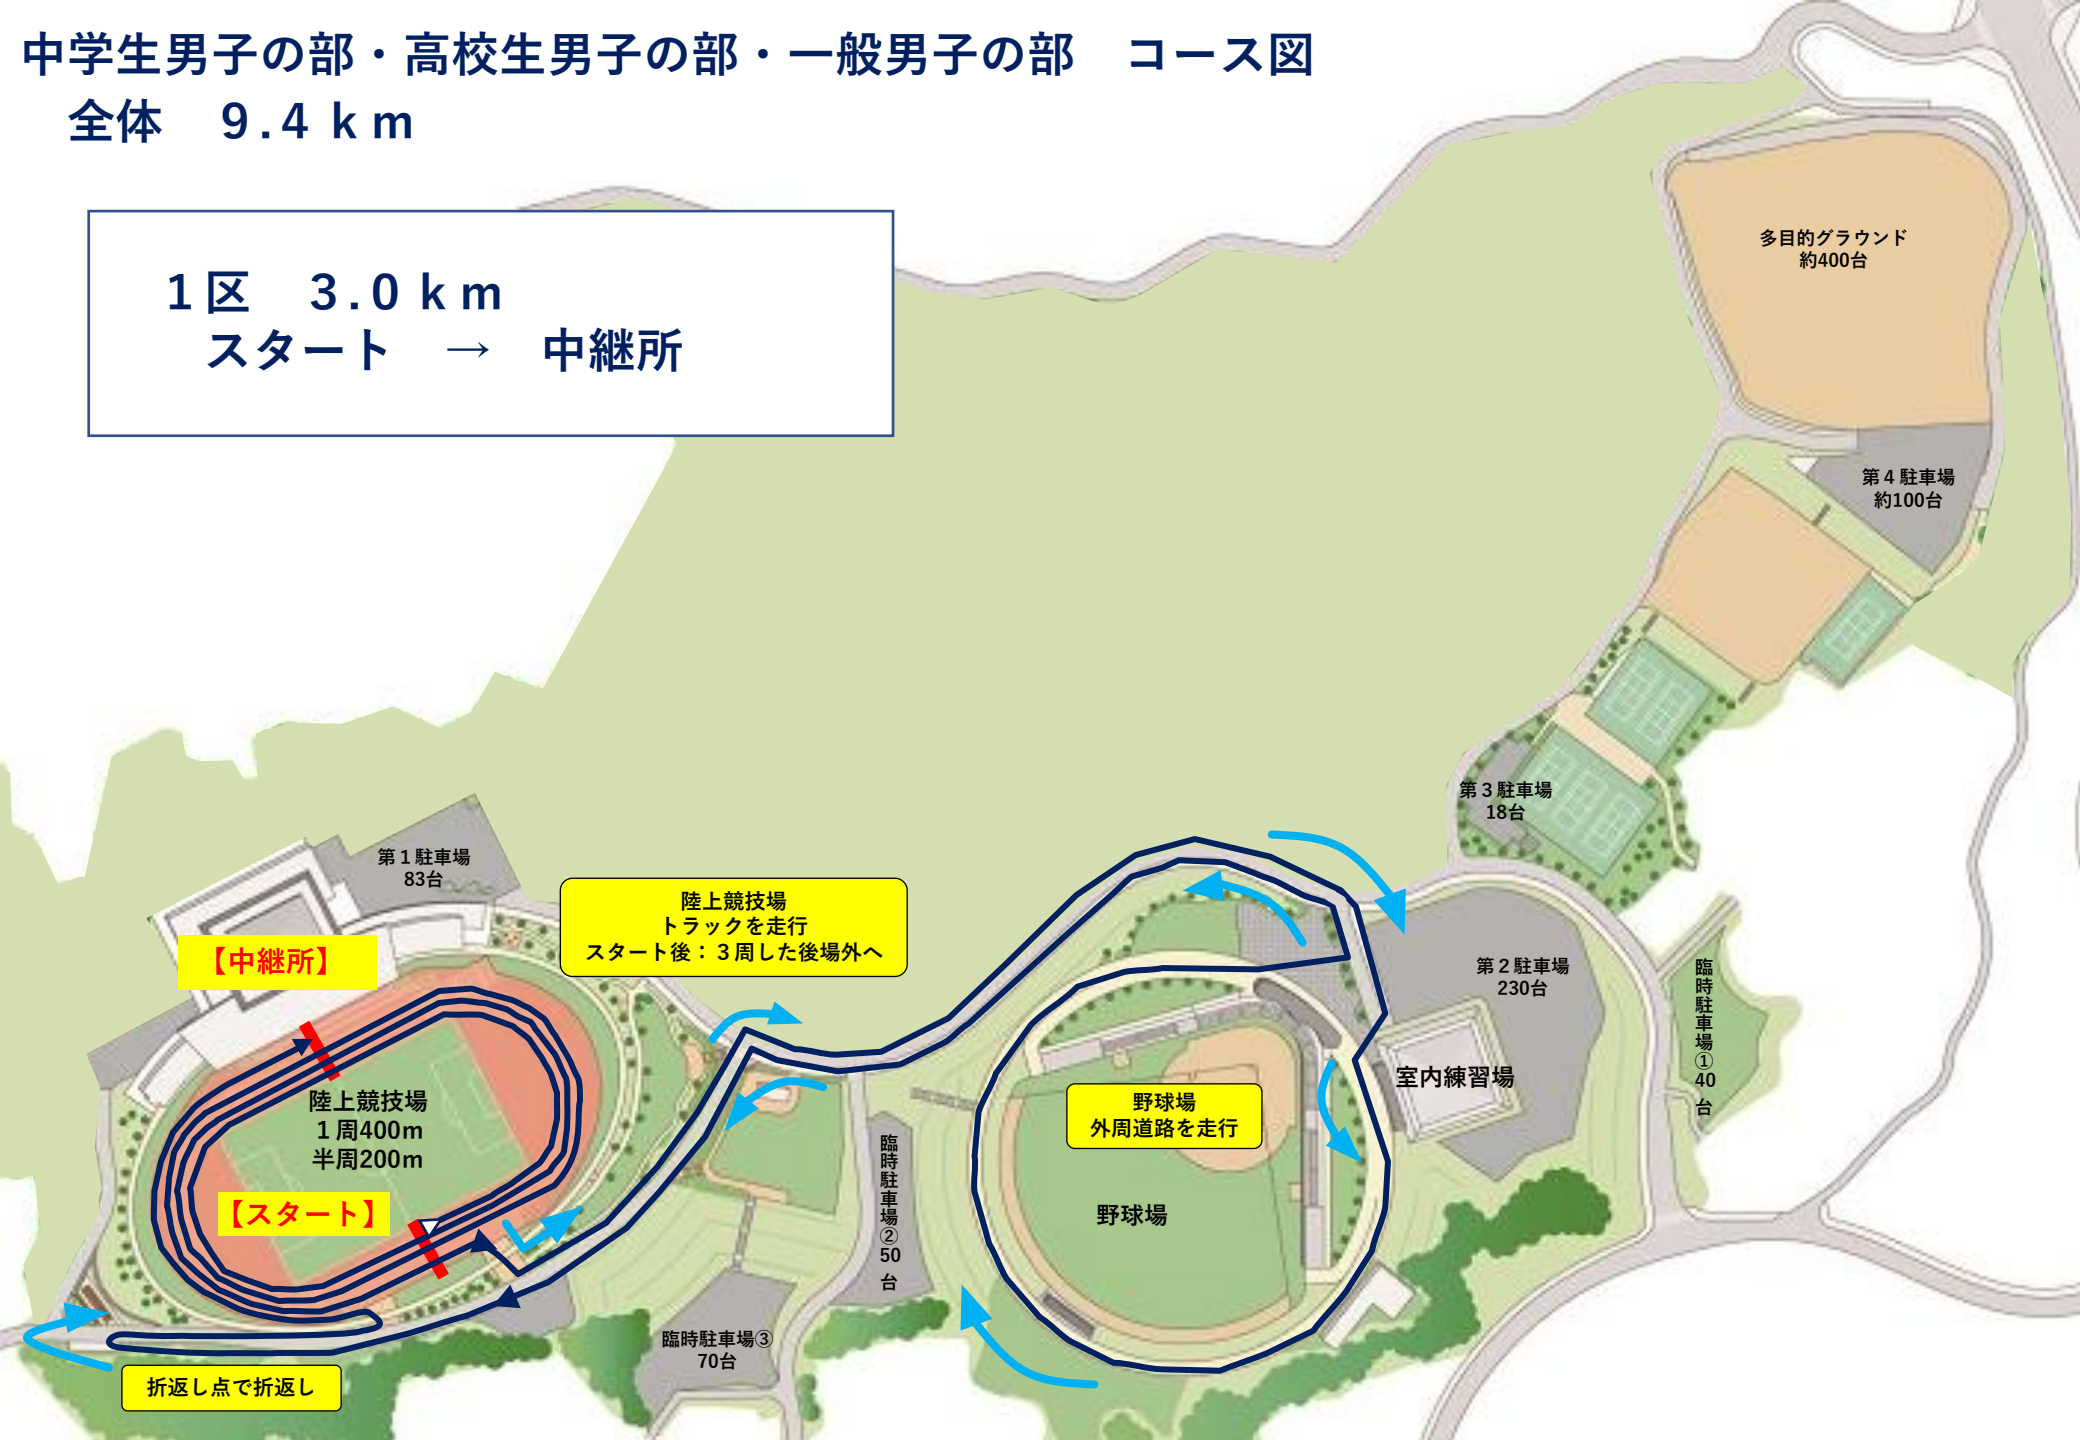 中学生男子の部・高校生男子の部・一般男子の部　コース図
全体　９.４ｋｍ
１区　３.０ｋｍ
スタート　→　中継所
多目的グラウンド
約400台
第４駐車場
約100台
第３駐車場
18台
第１駐車場
83台
陸上競技場
トラックを走行
スタート後：３周した後場外へ
【中継所】
第２駐車場
230台
臨時駐車場①40台
室内練習場
陸上競技場
１周400m
半周200m
野球場
外周道路を走行
臨時駐車場②50台
【スタート】
野球場
臨時駐車場③
70台
折返し点で折返し